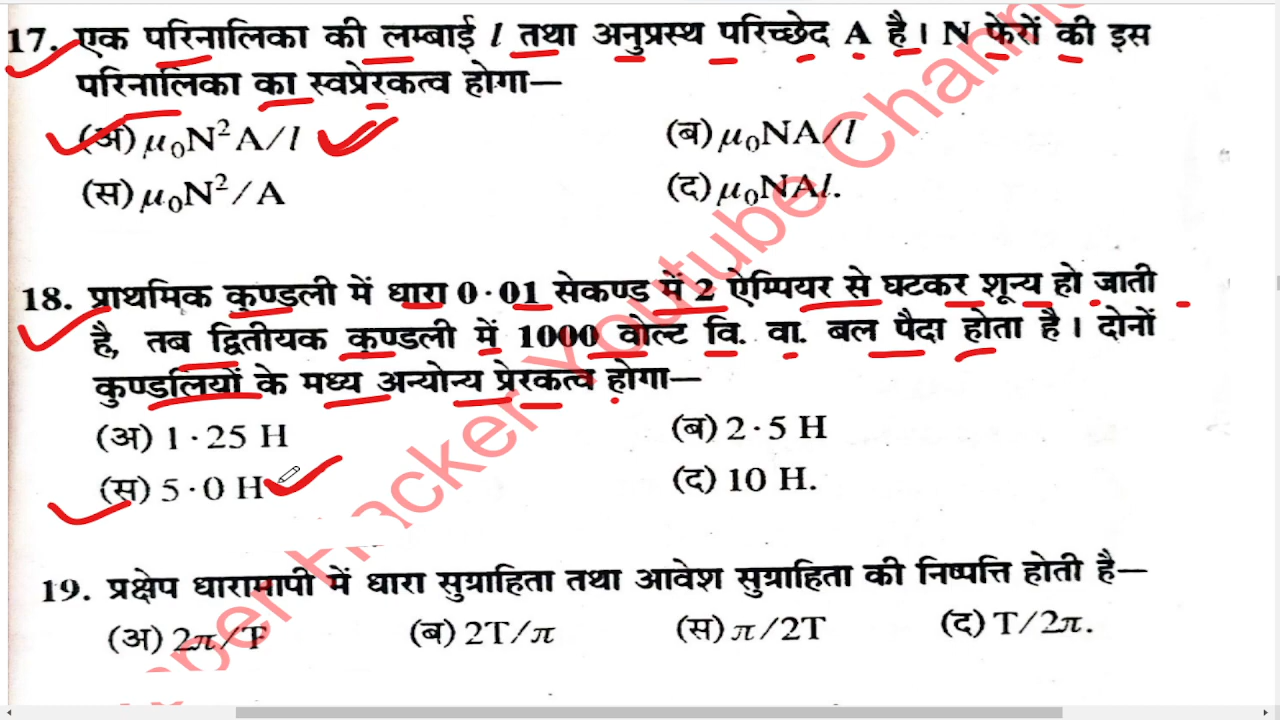 17. एक परिनालिका की लम्बाई l तथा अनुप्रस्थ परिच्छेद A है। N फेरों की इस
परिनालिका का स्वप्रेरकत्व होगा—
(अ) μ₀N²A/l (ब) μ₀NA/l
(स) μ₀N²/A (द) μ₀NAl.
18. प्राथमिक कुण्डली में धारा 0·01 सेकण्ड में 2 ऐम्पियर से घटकर शून्य हो जाती
है, तब द्वितीयक कुण्डली में 1000 वोल्ट वि. वा. बल पैदा होता है। दोनों
कुण्डलियों के मध्य अन्योन्य प्रेरकत्व होगा—
(अ) 1·25 H (ब) 2·5 H
(स) 5·0 H (द) 10 H.
19. प्रक्षेप धारामापी में धारा सुग्राहिता तथा आवेश सुग्राहिता की निष्पत्ति होती है—
(अ) 2π/T (ब) 2T/π (स) π/2T (द) T/2π.
Youtube